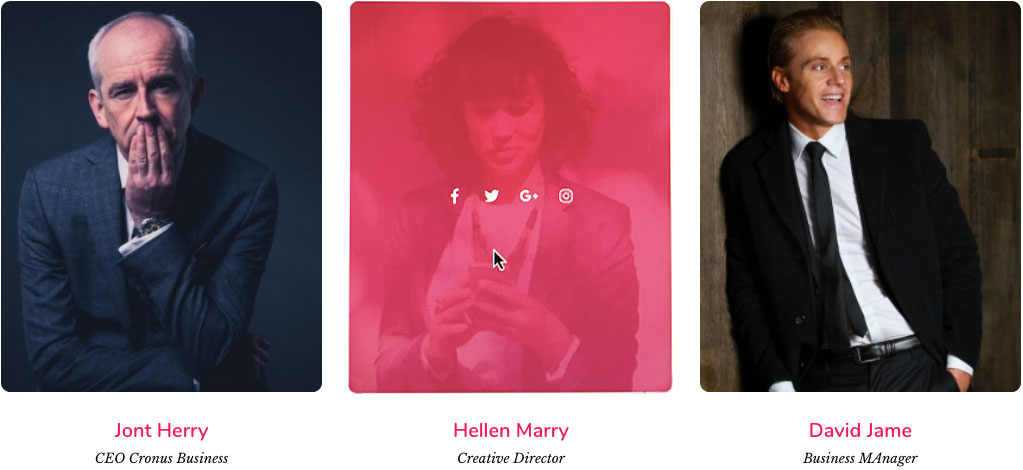 Jont Herry
CEO Cronus Business
Hellen Marry
Creative Director
David Jame
Business MAnager